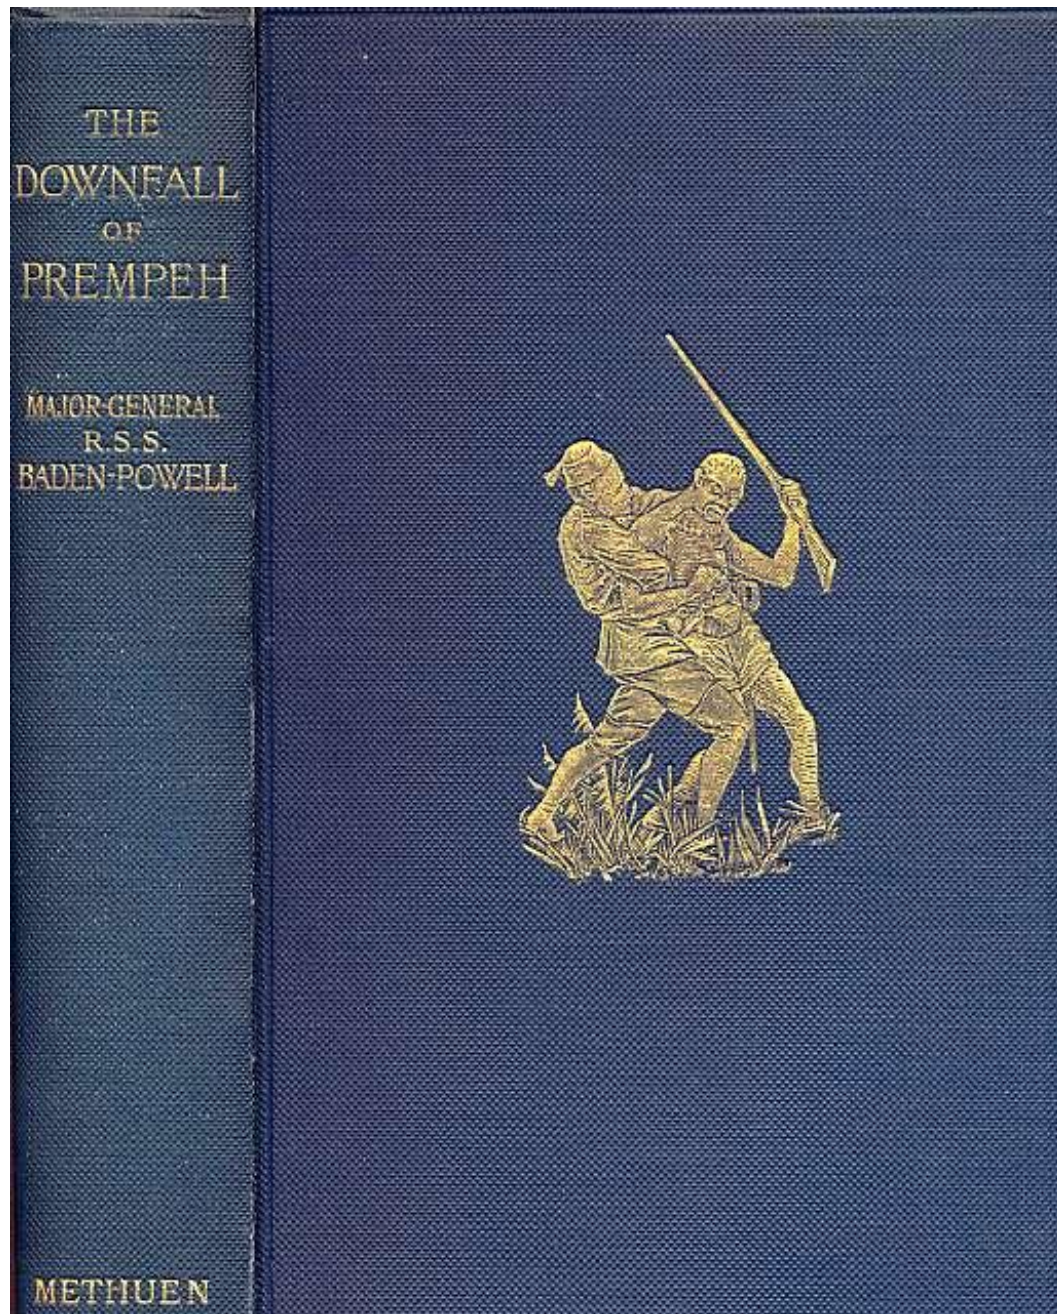 THE
DOWNFALL
OF
PREMPEH
MAJOR-GENERAL
R.S.S.
BADEN-POWELL
METHUEN